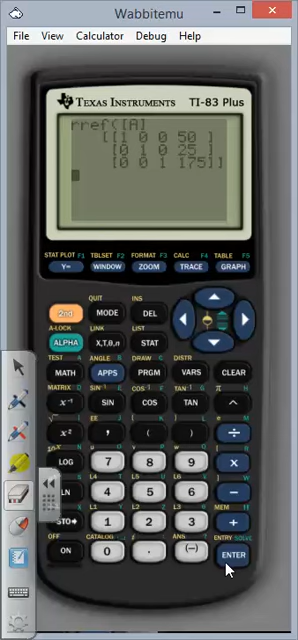 Wabbitemu
File View Calculator Debug Help
TEXAS INSTRUMENTS TI-83 Plus
rref([A]
[[1 0 0 50 ]
[0 1 0 25 ]
[0 0 1 175]]
STAT PLOT F1 TBLSET F2 FORMAT F3 CALC F4 TABLE F5
Y= WINDOW ZOOM TRACE GRAPH
QUIT INS
2nd MODE DEL
A-LOCK LINK LIST
ALPHA X,T,θ,n STAT
TEST A ANGLE B DRAW C DISTR
MATH APPS PRGM VARS CLEAR
MATRIX D SIN⁻¹ E COS⁻¹ F TAN⁻¹ G π H
x⁻¹ SIN COS TAN ^
√ EE J
x² , ( ) ÷
LOG 7 8 9 ×
LN 4 5 6 −
MEM
STO 1 2 3 +
OFF CATALOG ANS ENTRY SOLVE
ON 0 . (−) ENTER